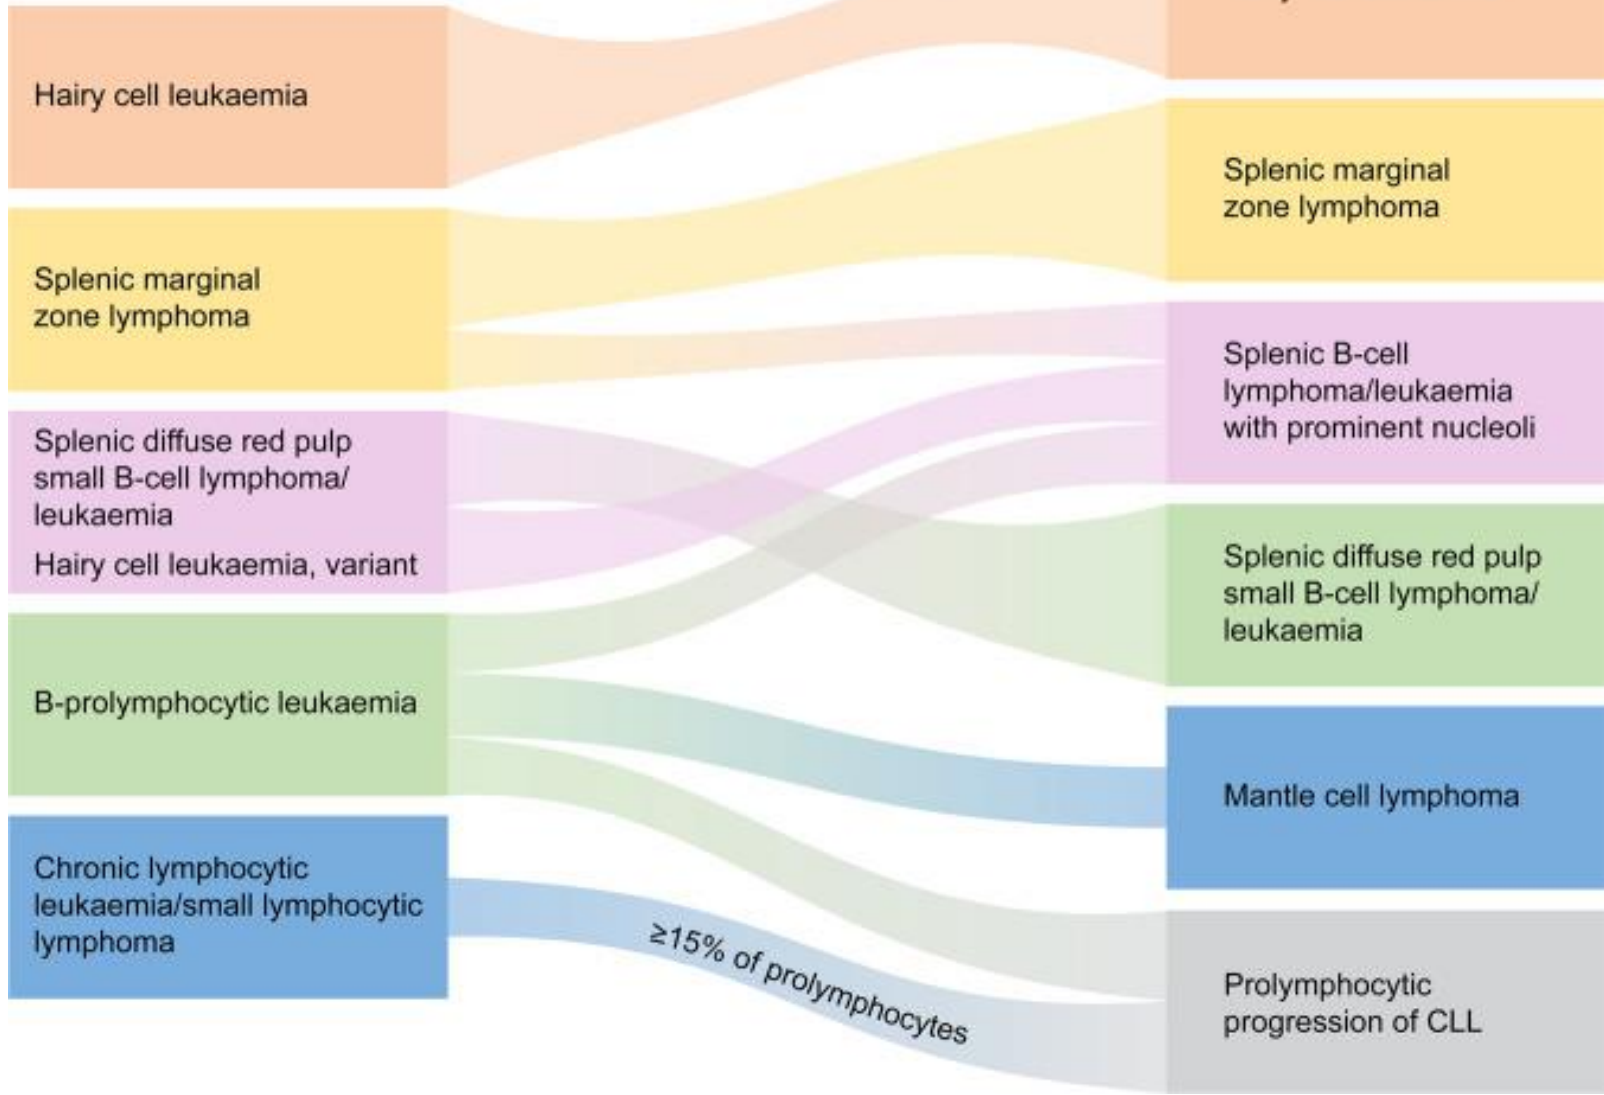 Hairy cell leukaemia
Splenic marginal
zone lymphoma
Splenic diffuse red pulp
small B-cell lymphoma/
leukaemia
Hairy cell leukaemia, variant
B-prolymphocytic leukaemia
Chronic lymphocytic
leukaemia/small lymphocytic
lymphoma
≥15% of prolymphocytes
Splenic marginal
zone lymphoma
Splenic B-cell
lymphoma/leukaemia
with prominent nucleoli
Splenic diffuse red pulp
small B-cell lymphoma/
leukaemia
Mantle cell lymphoma
Prolymphocytic
progression of CLL